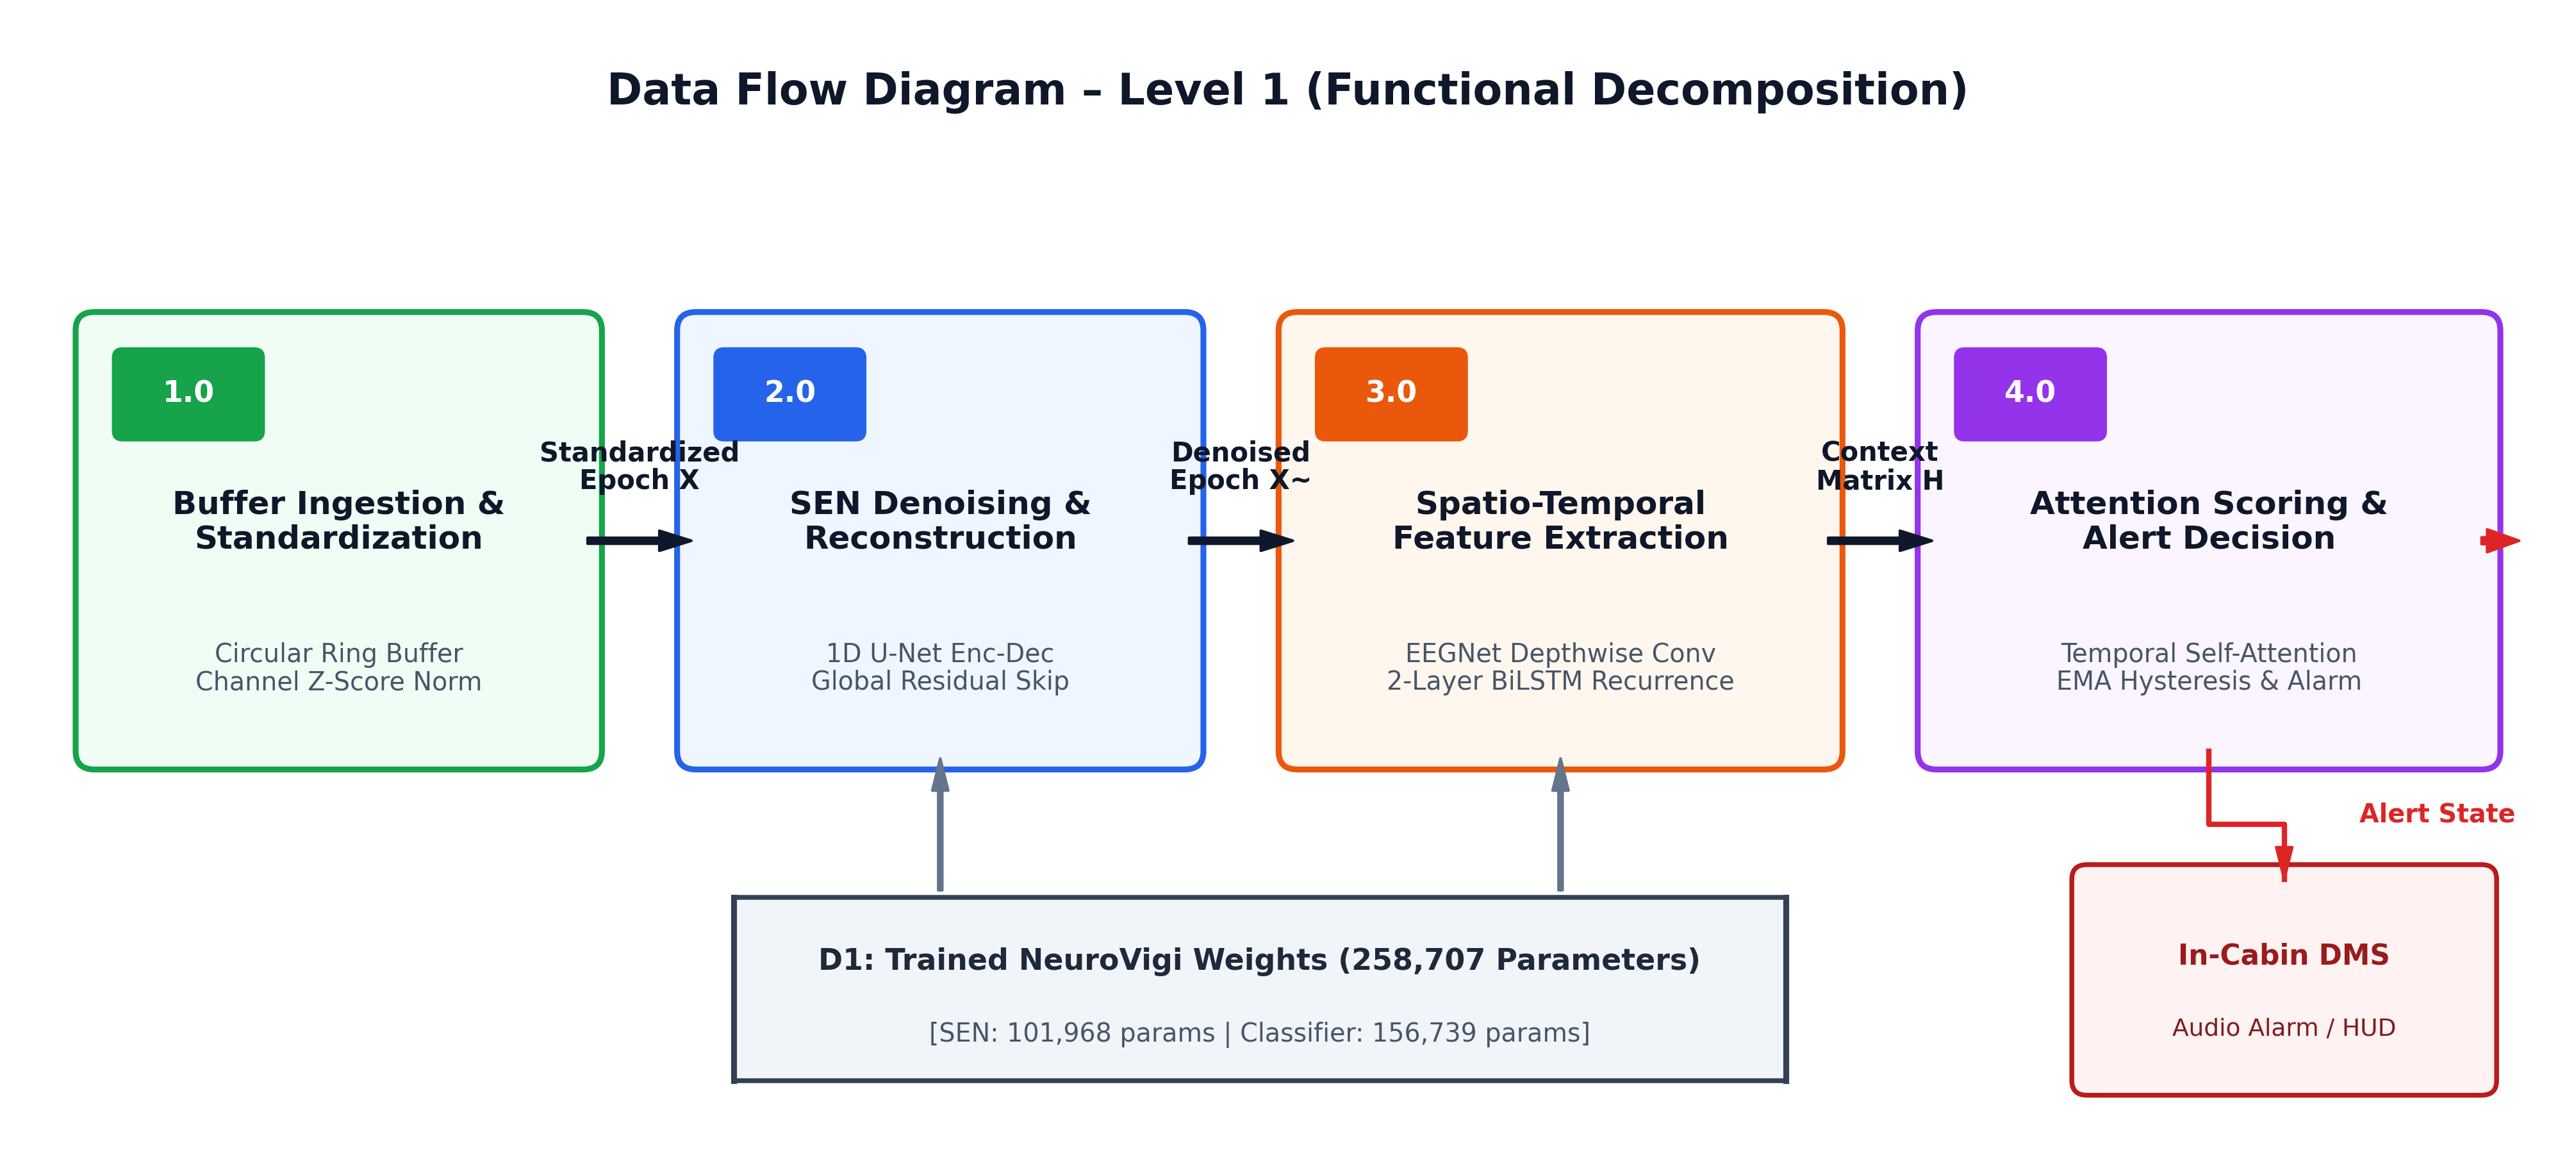 Data Flow Diagram – Level 1 (Functional Decomposition)
1.0
Buffer Ingestion &
Standardization
Circular Ring Buffer
Channel Z-Score Norm
Standardized
Epoch X
2.0
SEN Denoising &
Reconstruction
1D U-Net Enc-Dec
Global Residual Skip
Denoised
Epoch X~
3.0
Spatio-Temporal
Feature Extraction
EEGNet Depthwise Conv
2-Layer BiLSTM Recurrence
Context
Matrix H
4.0
Attention Scoring &
Alert Decision
Temporal Self-Attention
EMA Hysteresis & Alarm
Alert State
D1: Trained NeuroVigi Weights (258,707 Parameters)
[SEN: 101,968 params | Classifier: 156,739 params]
In-Cabin DMS
Audio Alarm / HUD